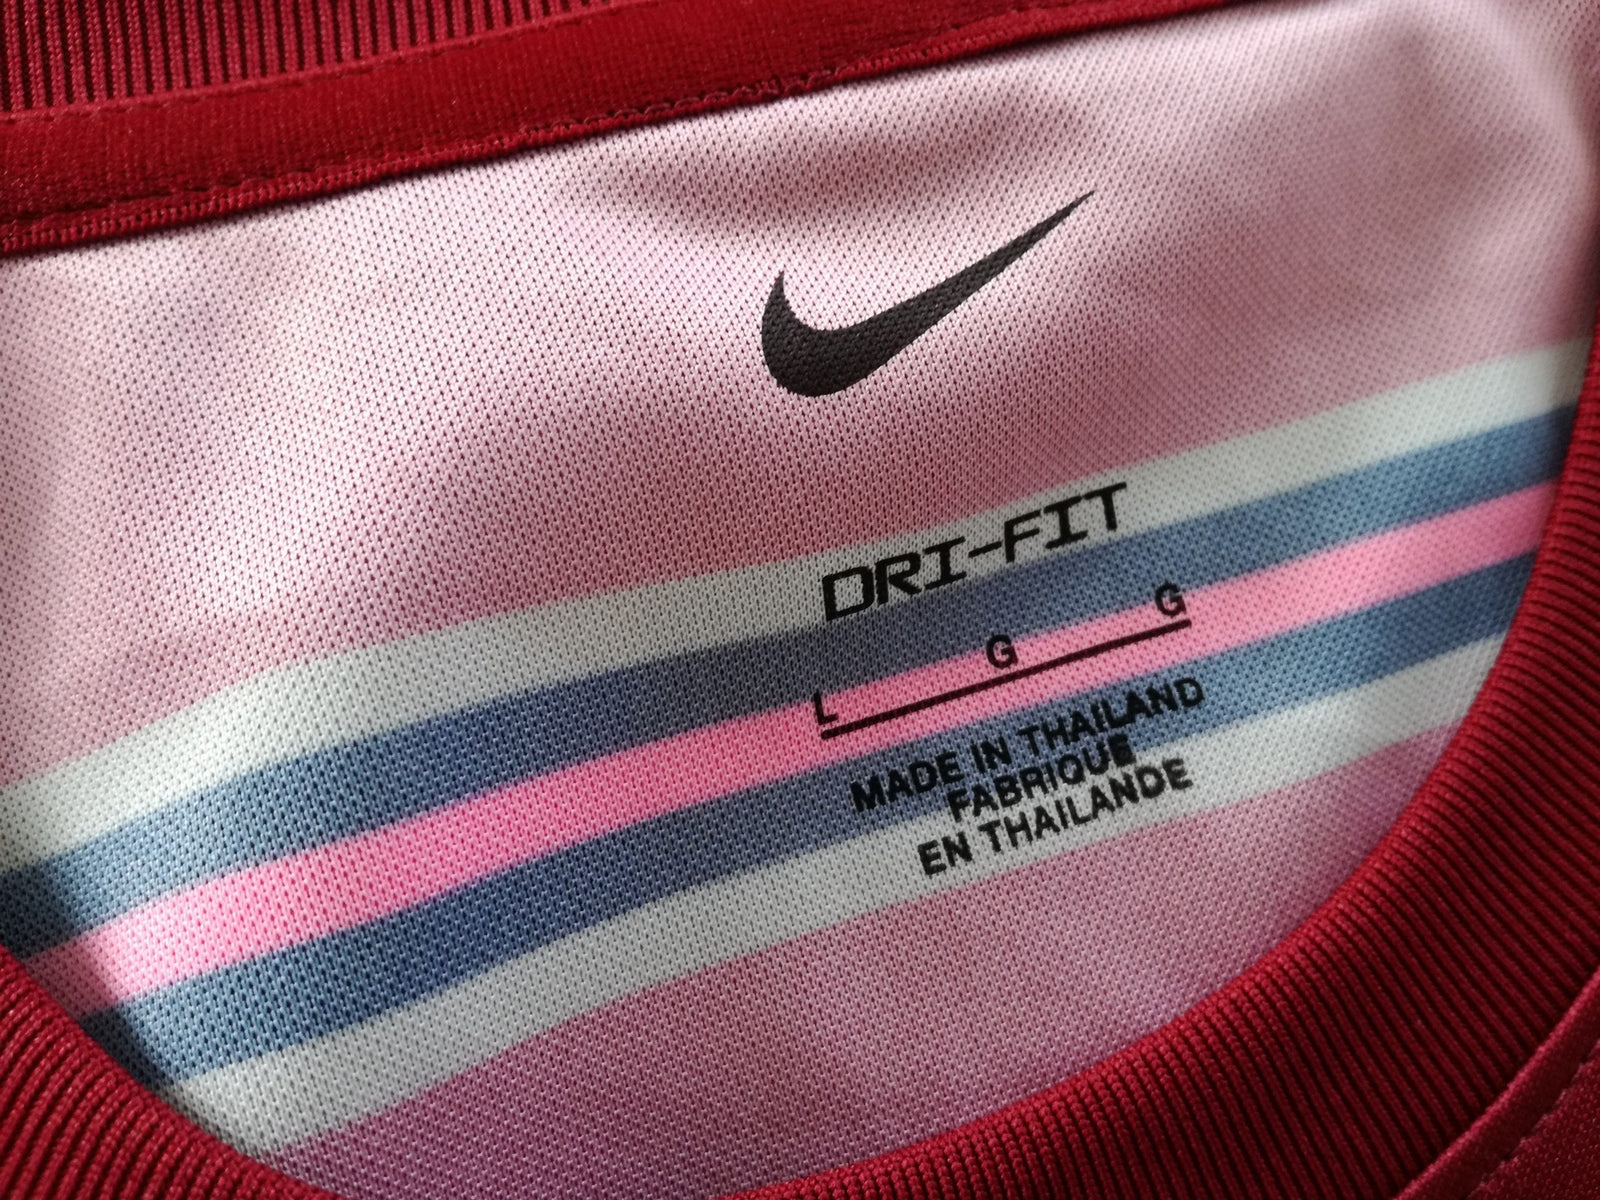 DRI-FIT
L G G
MADE IN THAILAND
FABRIQUE
EN THAILANDE